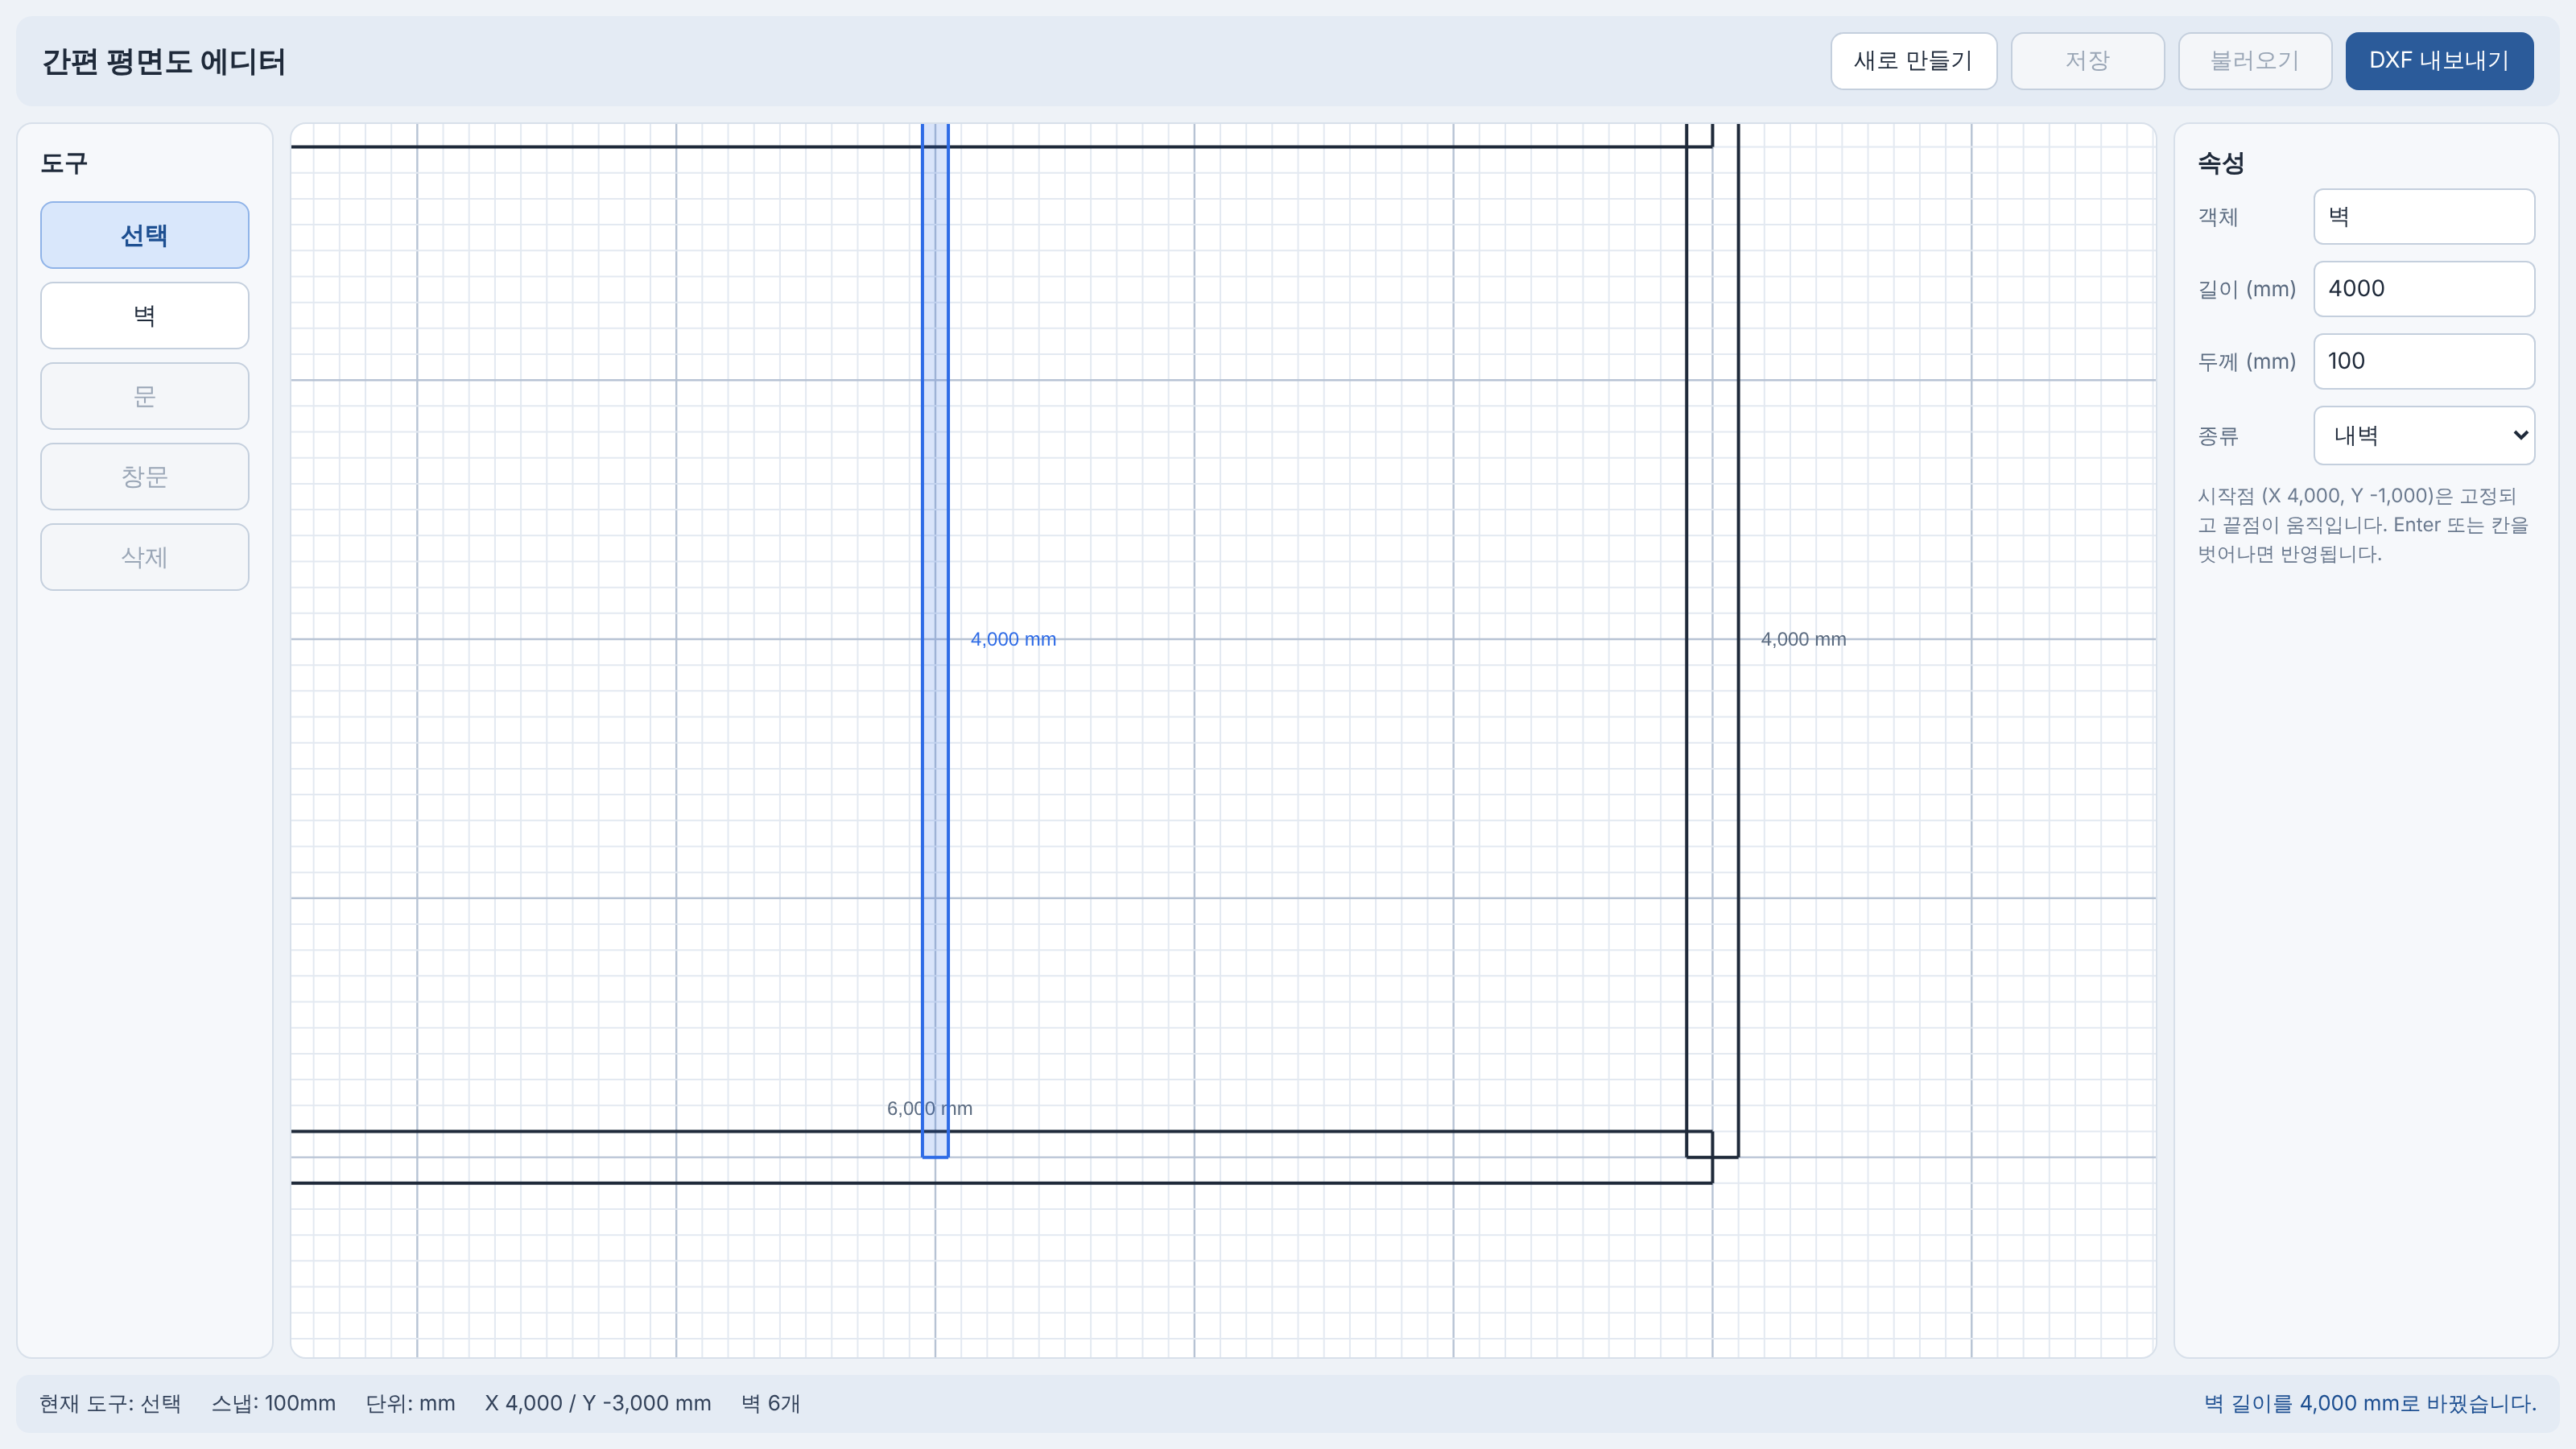 간편 평면도 에디터
새로 만들기
저장
불러오기
DXF 내보내기
도구
선택
벽
문
창문
삭제
4,000 mm
4,000 mm
6,000 mm
속성
객체
벽
길이 (mm)
4000
두께 (mm)
100
종류
내벽
시작점 (X 4,000, Y -1,000)은 고정되
고 끝점이 움직입니다. Enter 또는 칸을
벗어나면 반영됩니다.
현재 도구: 선택
스냅: 100mm
단위: mm
X 4,000 / Y -3,000 mm
벽 6개
벽 길이를 4,000 mm로 바꿨습니다.